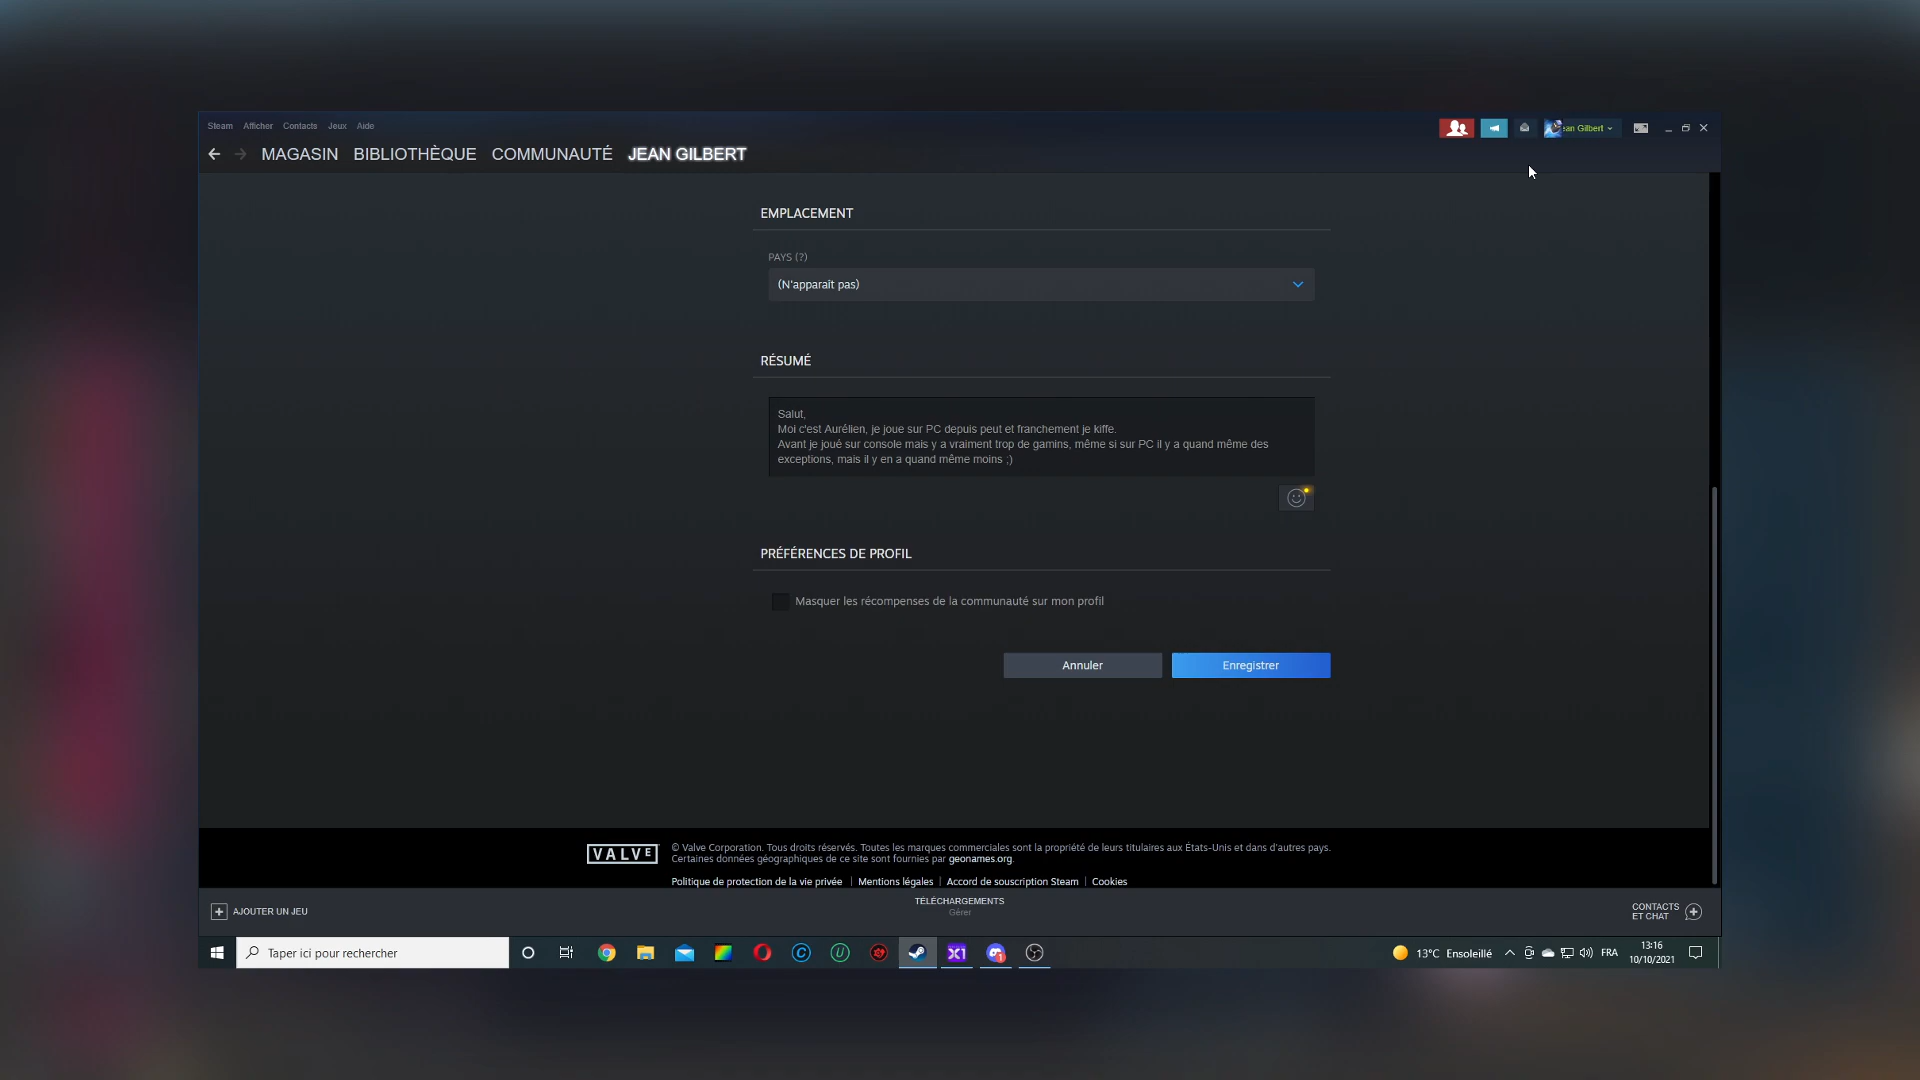 Steam Afficher Contacts Jeux Aide
ean Gilbert
MAGASIN BIBLIOTHÈQUE COMMUNAUTÉ JEAN GILBERT
EMPLACEMENT
PAYS (?)
(N'apparaît pas)
RÉSUMÉ
Salut,
Moi c'est Aurélien, je joue sur PC depuis peut et franchement je kiffe.
Avant je joué sur console mais y a vraiment trop de gamins, même si sur PC il y a quand même des
exceptions, mais il y en a quand même moins ;)
PRÉFÉRENCES DE PROFIL
Masquer les récompenses de la communauté sur mon profil
Annuler Enregistrer
VALVE
© Valve Corporation. Tous droits réservés. Toutes les marques commerciales sont la propriété de leurs titulaires aux États-Unis et dans d'autres pays.
Certaines données géographiques de ce site sont fournies par geonames.org.
Politique de protection de la vie privée | Mentions légales | Accord de souscription Steam | Cookies
AJOUTER UN JEU
TÉLÉCHARGEMENTS
Gérer
CONTACTS
ET CHAT
Taper ici pour rechercher
13°C Ensoleillé
FRA
13:16
10/10/2021